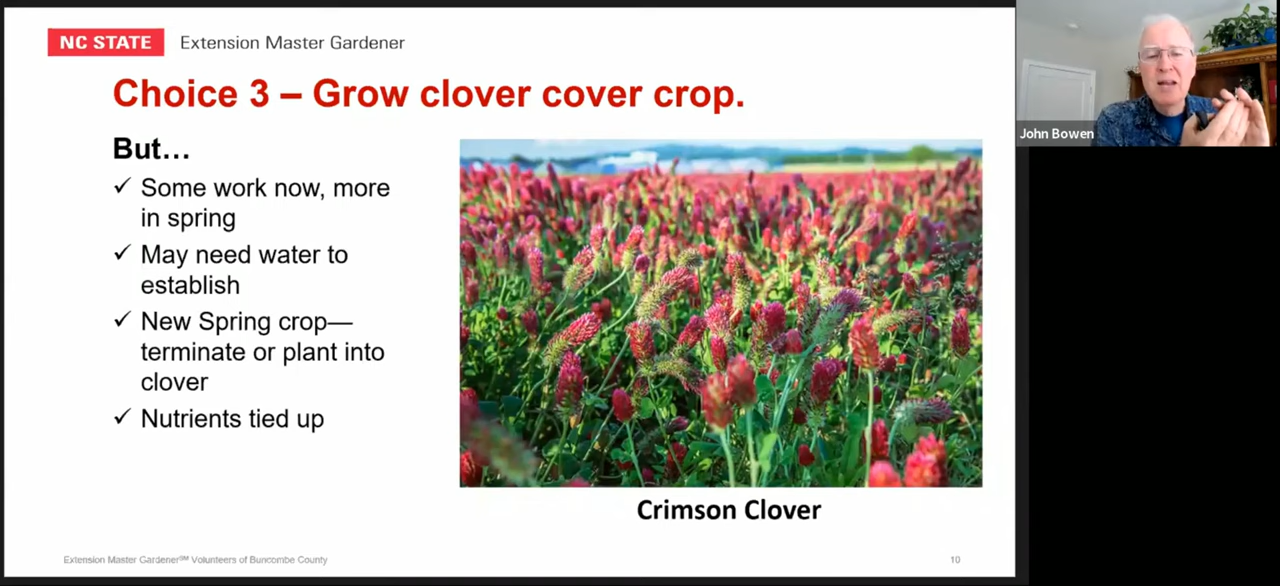 NC STATE Extension Master Gardener
Choice 3 – Grow clover cover crop.
But…
✓ Some work now, more
in spring
✓ May need water to
establish
✓ New Spring crop—
terminate or plant into
clover
✓ Nutrients tied up
Crimson Clover
John Bowen
Extension Master Gardener℠ Volunteers of Buncombe County
10